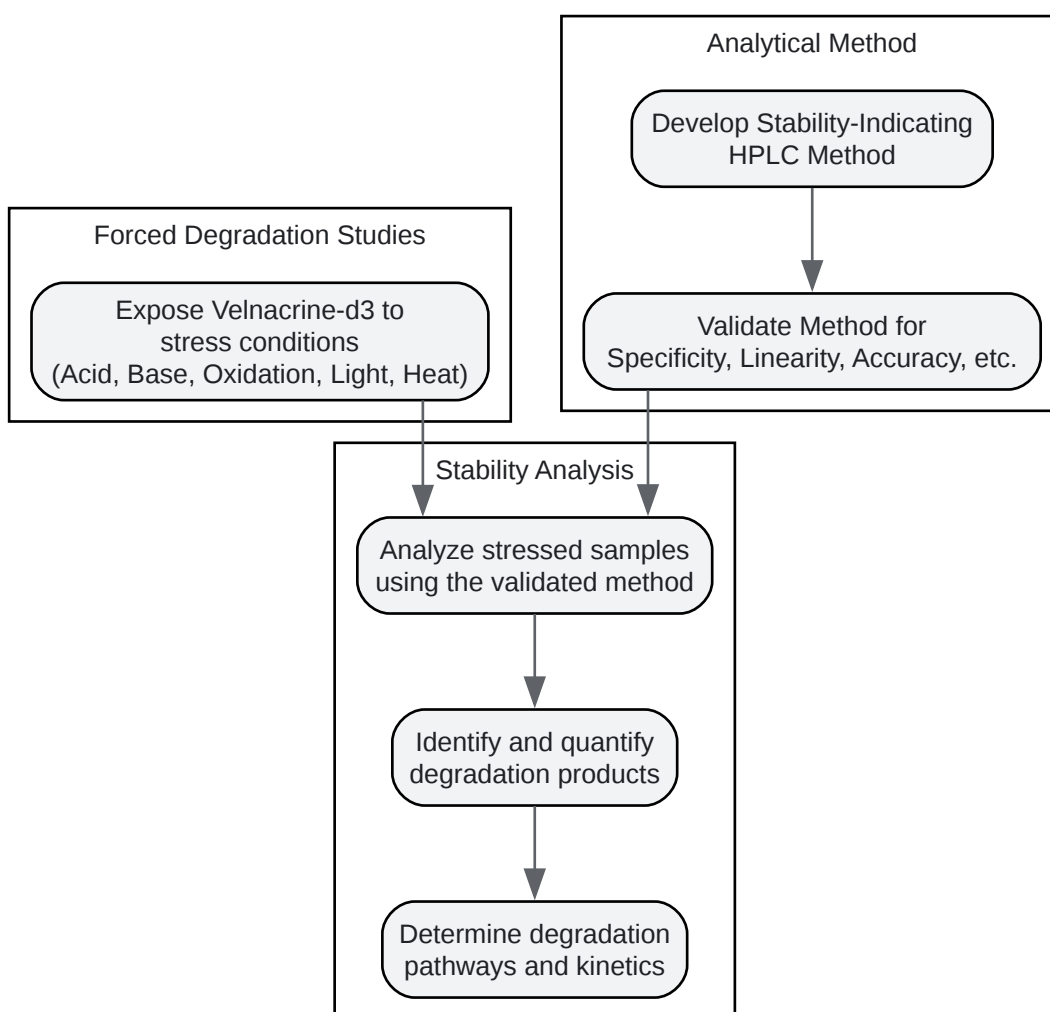 Analytical Method
Develop Stability-Indicating
HPLC Method
Validate Method for
Specificity, Linearity, Accuracy, etc.
Forced Degradation Studies
Expose Velnacrine-d3 to
stress conditions
(Acid, Base, Oxidation, Light, Heat)
Stability Analysis
Analyze stressed samples
using the validated method
Identify and quantify
degradation products
Determine degradation
pathways and kinetics